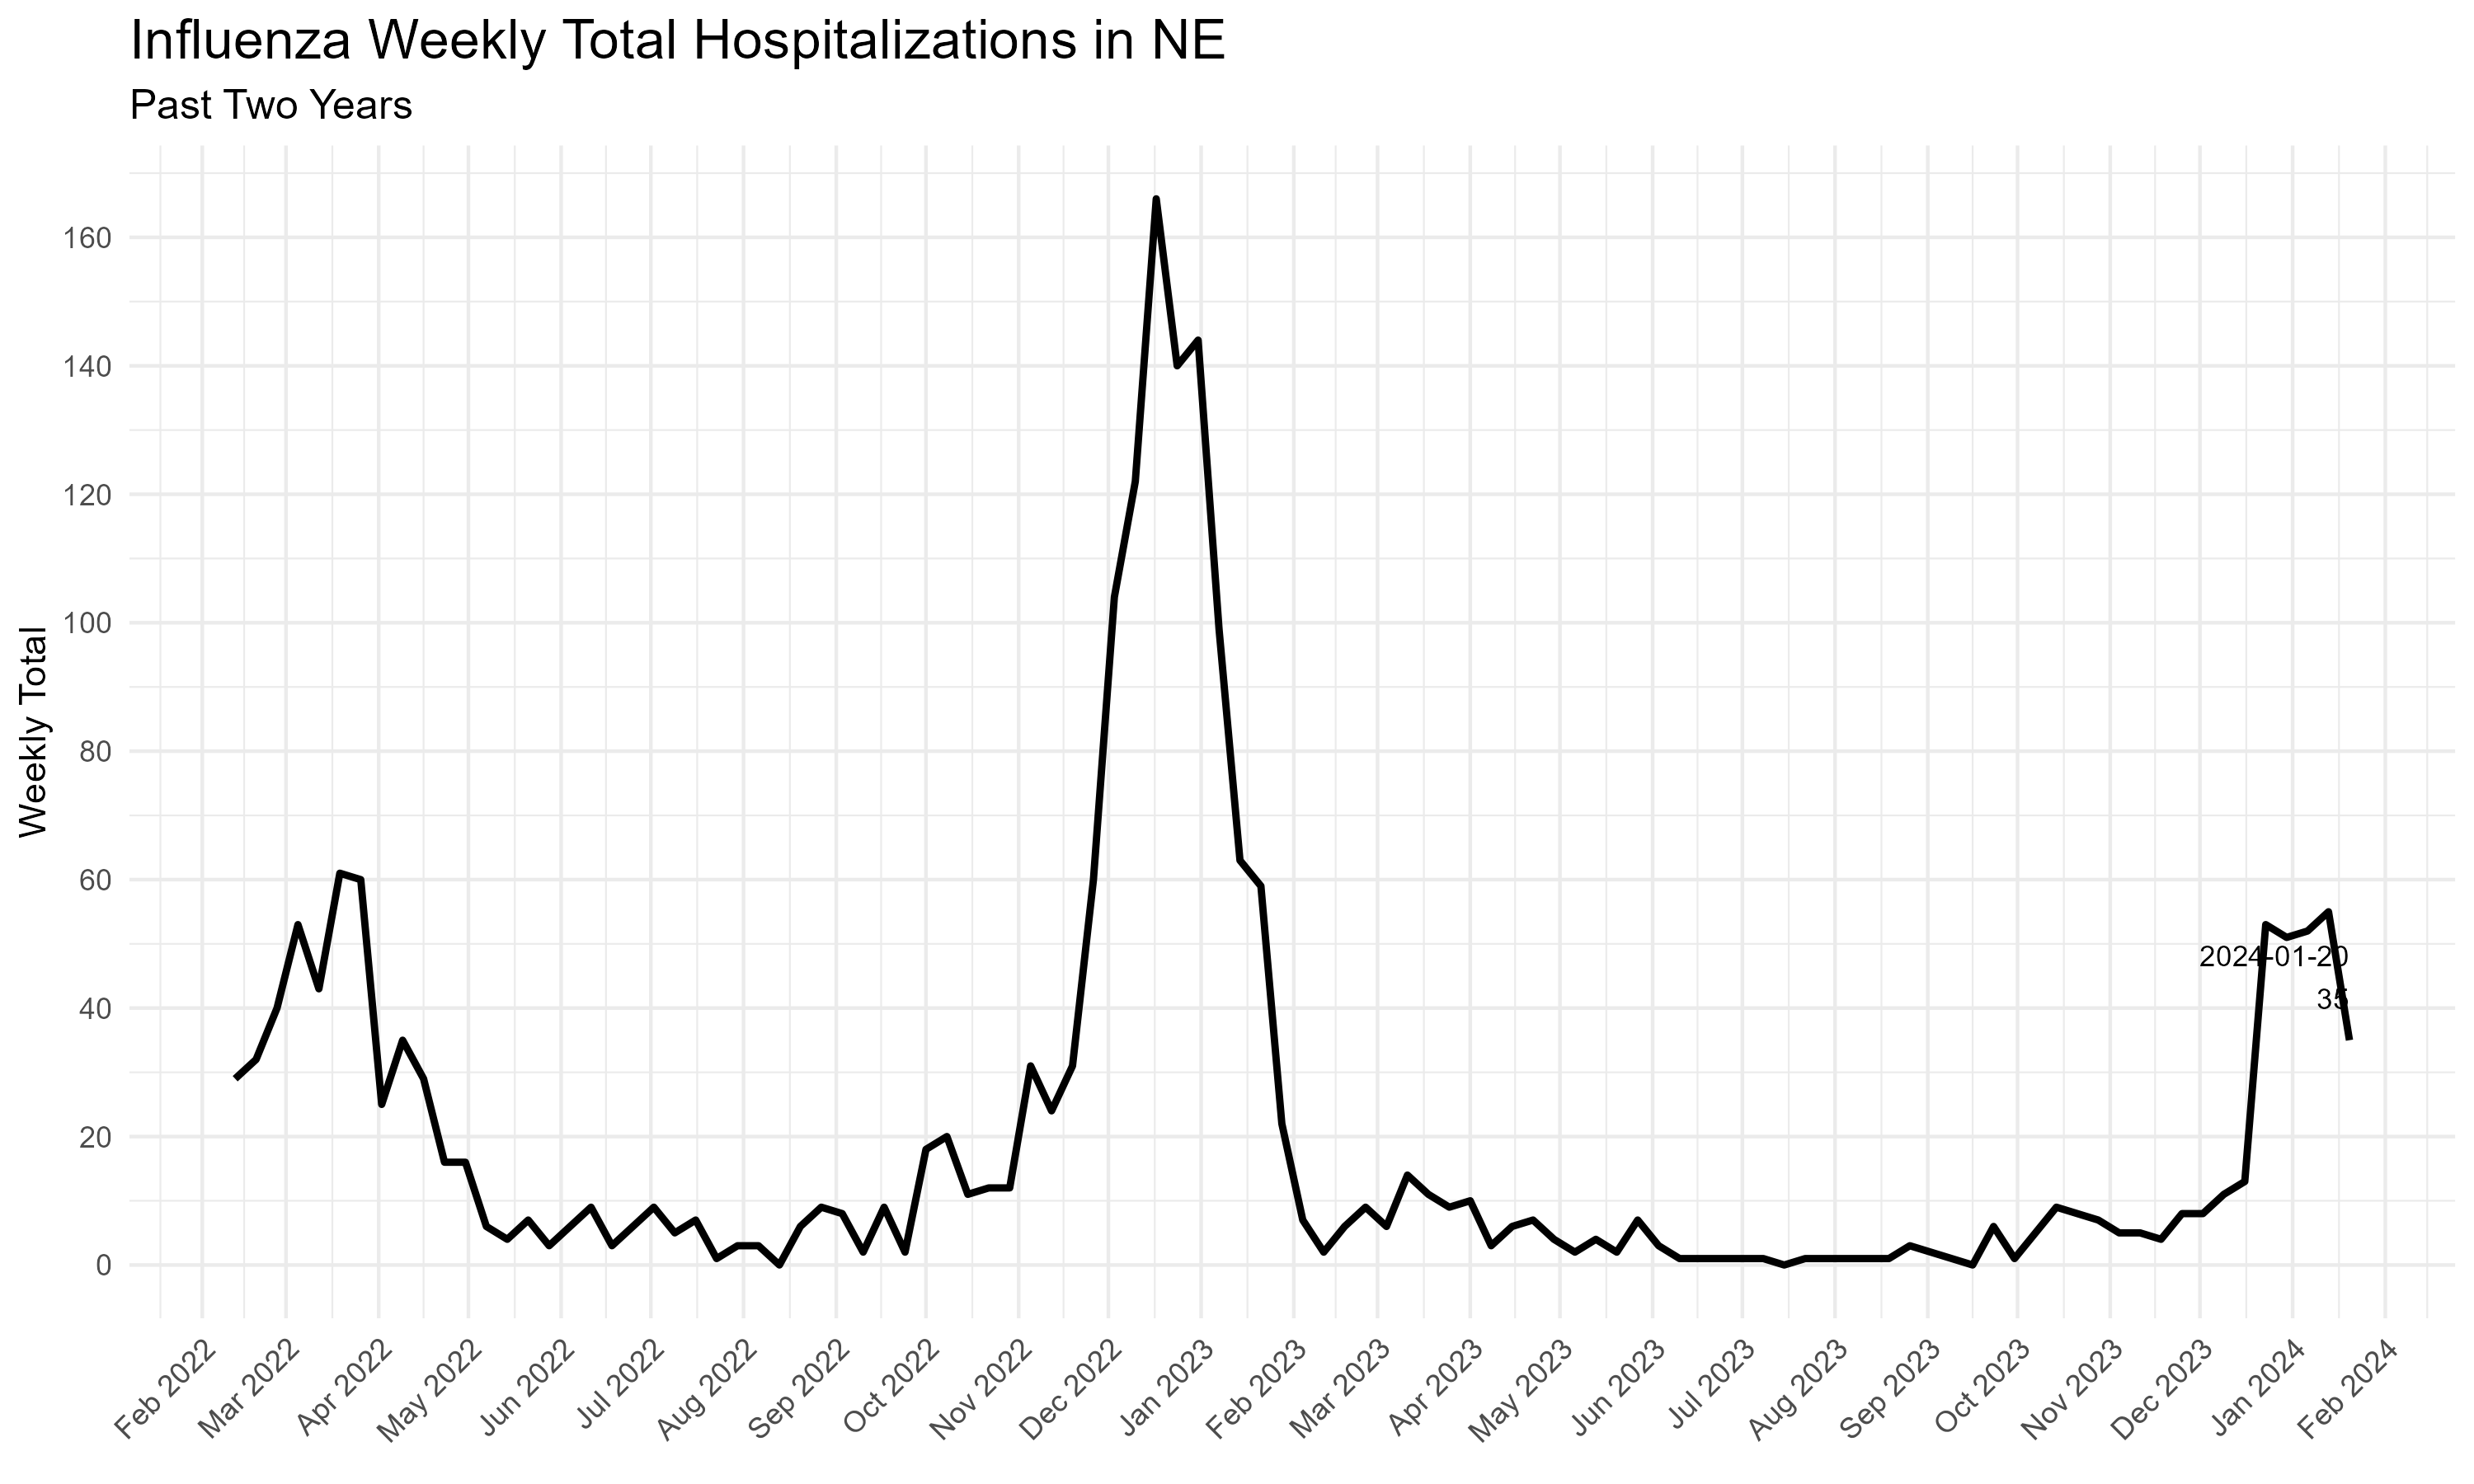 Influenza Weekly Total Hospitalizations in NE
Past Two Years
Weekly Total
160
140
120
100
80
60
40
20
0
2024-01-20
35
Feb 2022
Mar 2022
Apr 2022
May 2022
Jun 2022
Jul 2022
Aug 2022
Sep 2022
Oct 2022
Nov 2022
Dec 2022
Jan 2023
Feb 2023
Mar 2023
Apr 2023
May 2023
Jun 2023
Jul 2023
Aug 2023
Sep 2023
Oct 2023
Nov 2023
Dec 2023
Jan 2024
Feb 2024